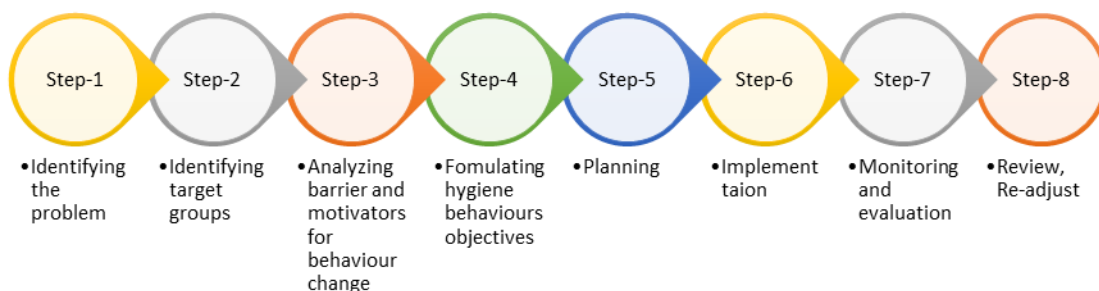 Step-1
Step-2
Step-3
Step-4
Step-5
Step-6
Step-7
Step-8
•Identifying
the
problem
•Identifying
target
groups
•Analyzing
barrier and
motivators
for
behaviour
change
•Fomulating
hygiene
behaviours
objectives
•Planning
•Implement
taion
•Monitoring
and
evaluation
•Review,
Re-adjust